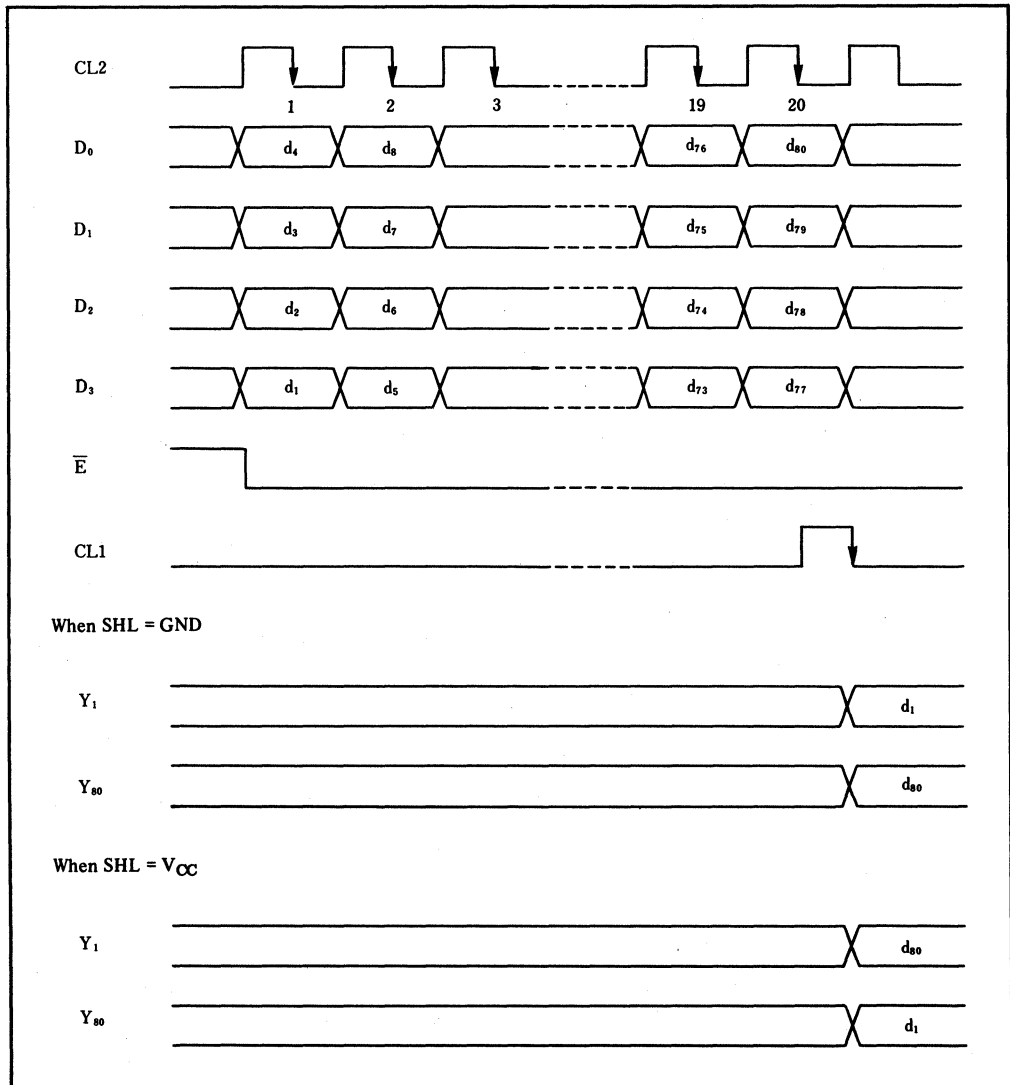 CL2
1 2 3 19 20
D₀ d₄ d₈ d₇₆ d₈₀
D₁ d₃ d₇ d₇₅ d₇₉
D₂ d₂ d₆ d₇₄ d₇₈
D₃ d₁ d₅ d₇₃ d₇₇
E̅
CL1
When SHL = GND
Y₁ d₁
Y₈₀ d₈₀
When SHL = V_CC
Y₁ d₈₀
Y₈₀ d₁